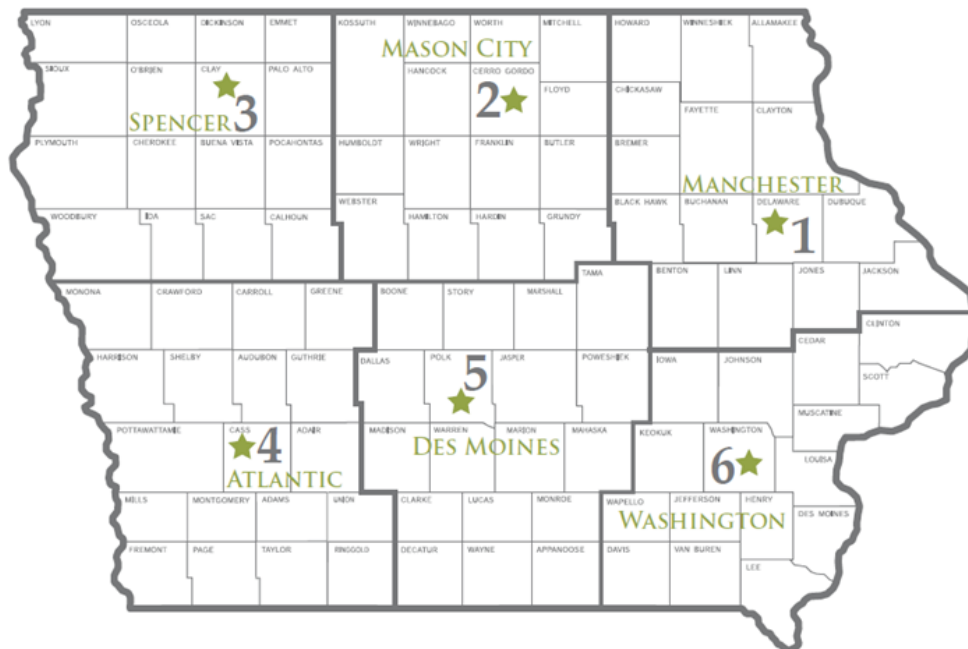 LYON
OSCEOLA
DICKINSON
EMMET
KOSSUTH
WINNEBAGO
WORTH
MITCHELL
HOWARD
WINNESHIEK
ALLAMAKEE
MASON CITY
SIOUX
O'BRIEN
CLAY
PALO ALTO
HANCOCK
CERRO GORDO
FLOYD
CHICKASAW
FAYETTE
CLAYTON
3
2
SPENCER
PLYMOUTH
CHEROKEE
BUENA VISTA
POCAHONTAS
HUMBOLDT
WRIGHT
FRANKLIN
BUTLER
BREMER
MANCHESTER
WOODBURY
IDA
SAC
CALHOUN
WEBSTER
HAMILTON
HARDIN
GRUNDY
BLACK HAWK
BUCHANAN
DELAWARE
DUBUQUE
1
TAMA
BENTON
LINN
JONES
JACKSON
MONONA
CRAWFORD
CARROLL
GREENE
BOONE
STORY
MARSHALL
CLINTON
CEDAR
HARRISON
SHELBY
AUDOBON
GUTHRIE
DALLAS
POLK
JASPER
POWESHIEK
IOWA
JOHNSON
5
SCOTT
MUSCATINE
POTTAWATTAMIE
CASS
ADAIR
MADISON
WARREN
MARION
MAHASKA
KEOKUK
WASHINGTON
4
DES MOINES
6
LOUISA
ATLANTIC
MILLS
MONTGOMERY
ADAMS
UNION
CLARKE
LUCAS
MONROE
WAPELLO
JEFFERSON
HENRY
WASHINGTON
DES MOINES
FREMONT
PAGE
TAYLOR
RINGGOLD
DECATUR
WAYNE
APPANOOSE
DAVIS
VAN BUREN
LEE